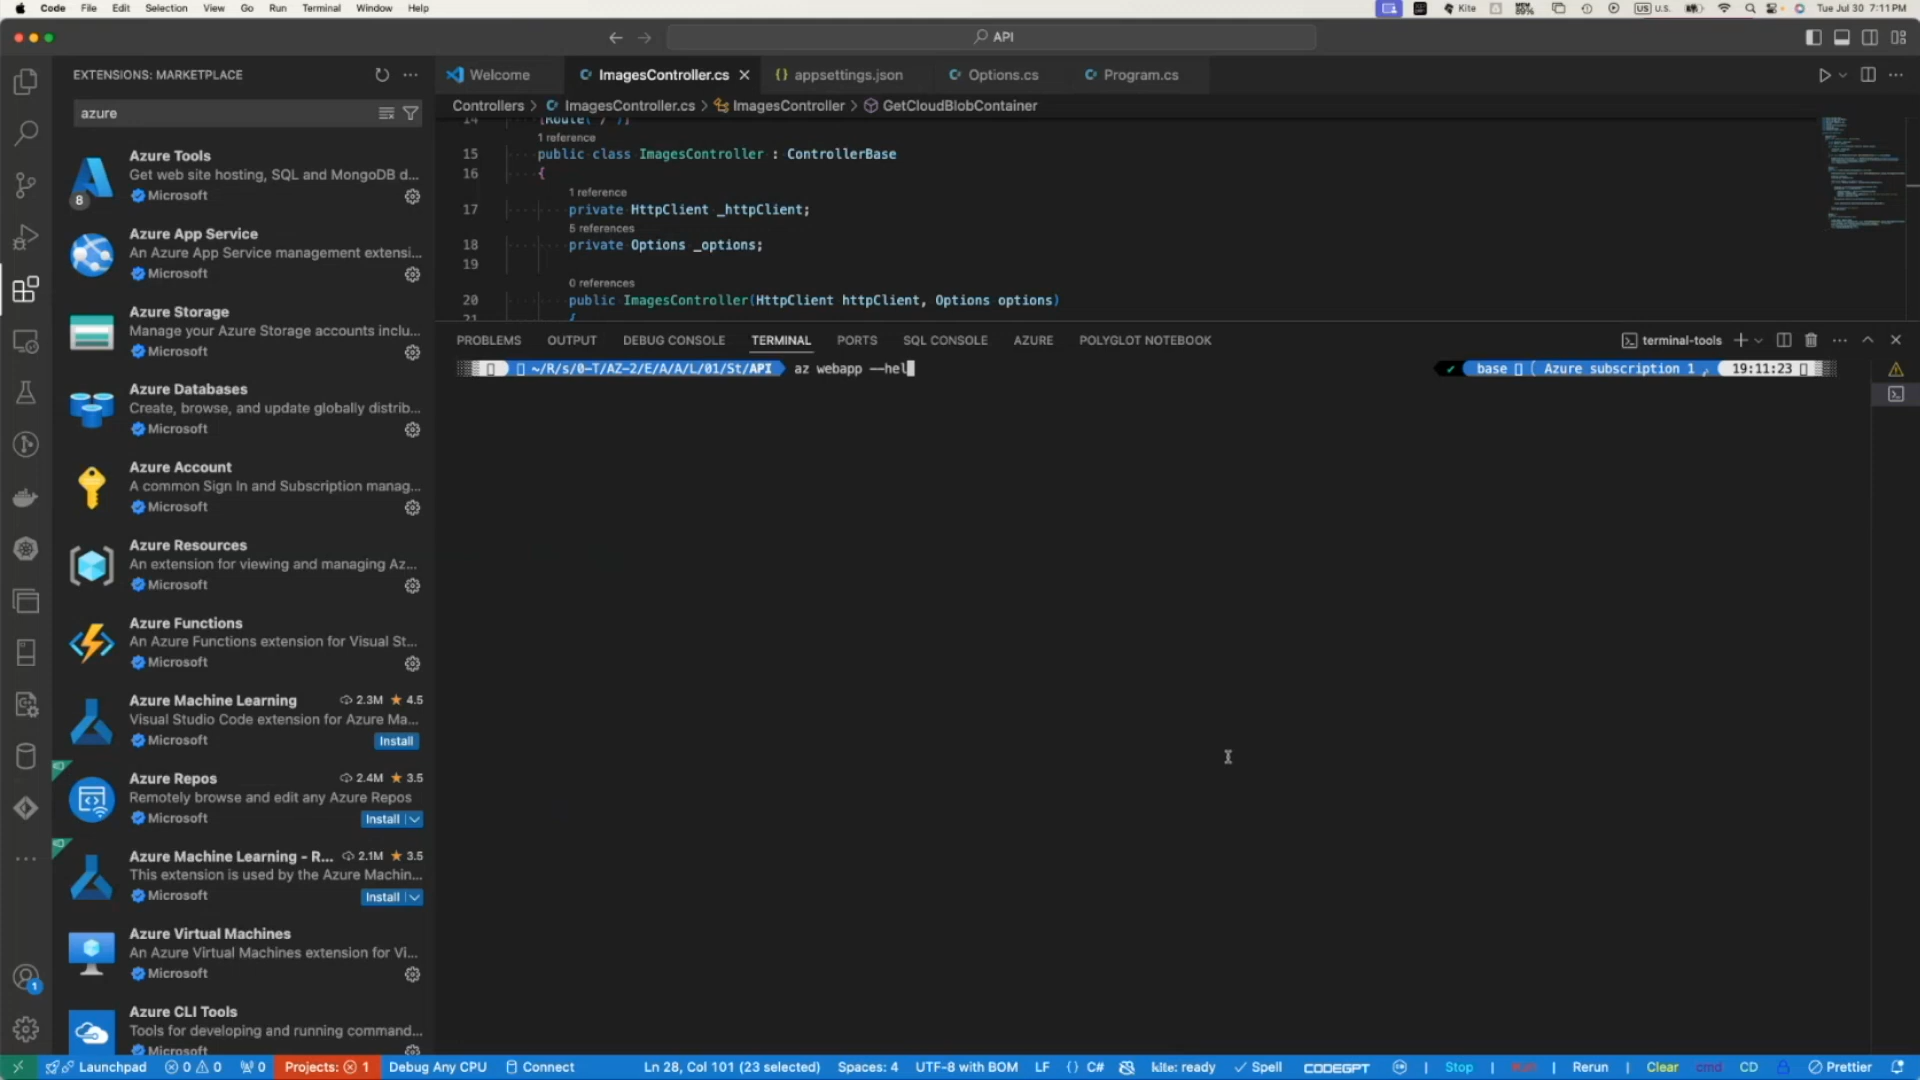 Code File Edit Selection View Go Run Terminal Window Help
Kite
U.S.
Tue Jul 30 7:11 PM
API
EXTENSIONS: MARKETPLACE
Welcome
ImagesController.cs
appsettings.json
Options.cs
Program.cs
azure
Controllers > ImagesController.cs > ImagesController > GetCloudBlobContainer
Azure Tools
Get web site hosting, SQL and MongoDB d...
Microsoft
8
Azure App Service
An Azure App Service management extensi...
Microsoft
Azure Storage
Manage your Azure Storage accounts inclu...
Microsoft
Azure Databases
Create, browse, and update globally distrib...
Microsoft
Azure Account
A common Sign In and Subscription manag...
Microsoft
Azure Resources
An extension for viewing and managing Az...
Microsoft
Azure Functions
An Azure Functions extension for Visual St...
Microsoft
Azure Machine Learning 2.3M 4.5
Visual Studio Code extension for Azure Ma...
Microsoft Install
Azure Repos 2.4M 3.5
Remotely browse and edit any Azure Repos
Microsoft Install
Azure Machine Learning - R... 2.1M 3.5
This extension is used by the Azure Machin...
Microsoft Install
Azure Virtual Machines
An Azure Virtual Machines extension for Vi...
Microsoft
Azure CLI Tools
Tools for developing and running command...
Microsoft
1
14 [Route("/")]
1 reference
15 public class ImagesController : ControllerBase
16 {
1 reference
17 private HttpClient _httpClient;
5 references
18 private Options _options;
19
0 references
20 public ImagesController(HttpClient httpClient, Options options)
21 {
PROBLEMS OUTPUT DEBUG CONSOLE TERMINAL PORTS SQL CONSOLE AZURE POLYGLOT NOTEBOOK
terminal-tools
~/R/s/0-T/AZ-2/E/A/A/L/01/St/API az webapp --hel
base Azure subscription 1 19:11:23
Launchpad 0 0 0 Projects: 1 Debug Any CPU Connect
Ln 28, Col 101 (23 selected) Spaces: 4 UTF-8 with BOM LF {} C# kite: ready Spell CODEGPT | Stop | Run | Rerun | Clear cmd CD Prettier